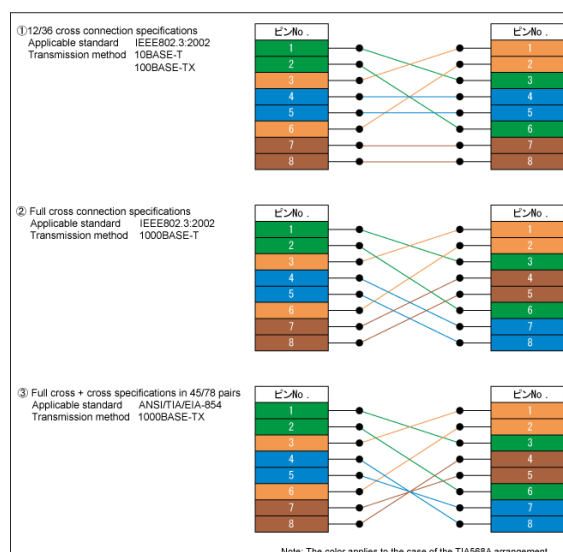 ①12/36 cross connection specifications
Applicable standard IEEE802.3:2002
Transmission method 10BASE-T
100BASE-TX
ピンNo.
1
2
3
4
5
6
7
8
ピンNo.
1
2
3
4
5
6
7
8
② Full cross connection specifications
Applicable standard IEEE802.3:2002
Transmission method 1000BASE-T
ピンNo.
1
2
3
4
5
6
7
8
ピンNo.
1
2
3
4
5
6
7
8
③ Full cross + cross specifications in 45/78 pairs
Applicable standard ANSI/TIA/EIA-854
Transmission method 1000BASE-TX
ピンNo.
1
2
3
4
5
6
7
8
ピンNo.
1
2
3
4
5
6
7
8
Note: The color applies to the case of the TIA568A arrangement